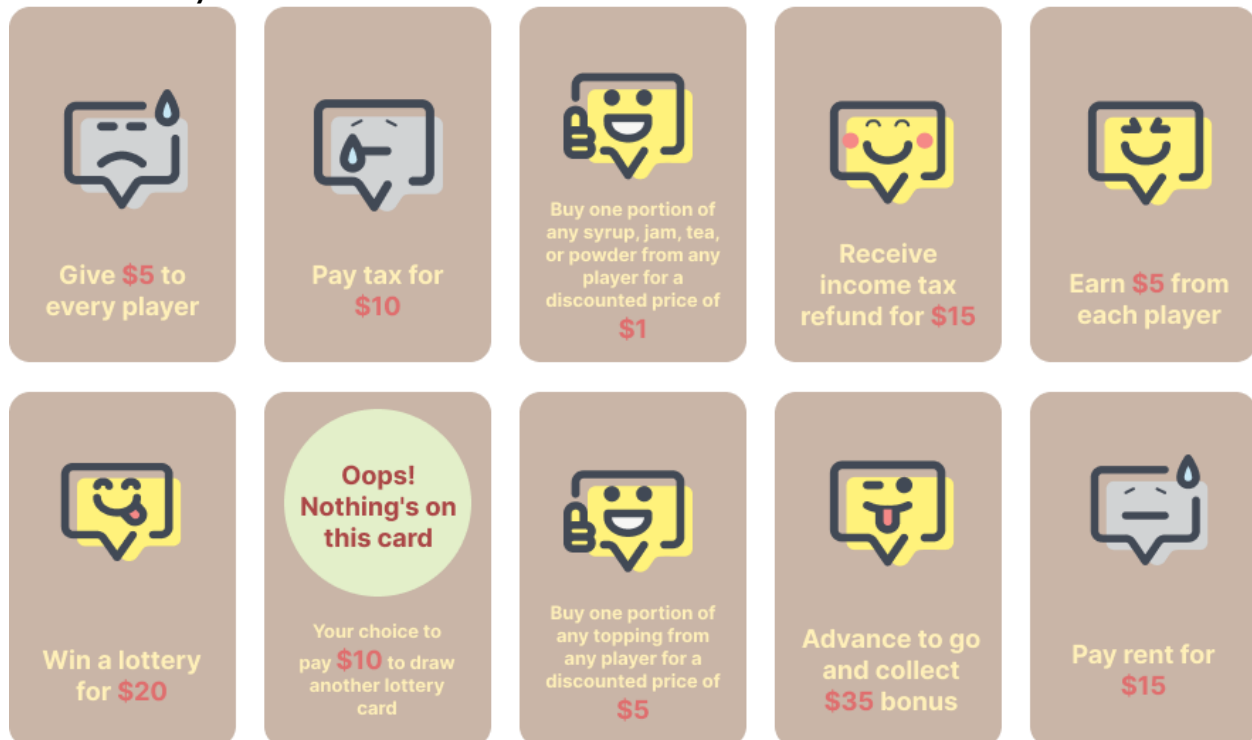 Give $5 to
every player
Pay tax for
$10
Buy one portion of
any syrup, jam, tea,
or powder from any
player for a
discounted price of
$1
Receive
income tax
refund for $15
Earn $5 from
each player
Win a lottery
for $20
Oops!
Nothing's on
this card
Your choice to
pay $10 to draw
another lottery
card
Buy one portion of
any topping from
any player for a
discounted price of
$5
Advance to go
and collect
$35 bonus
Pay rent for
$15